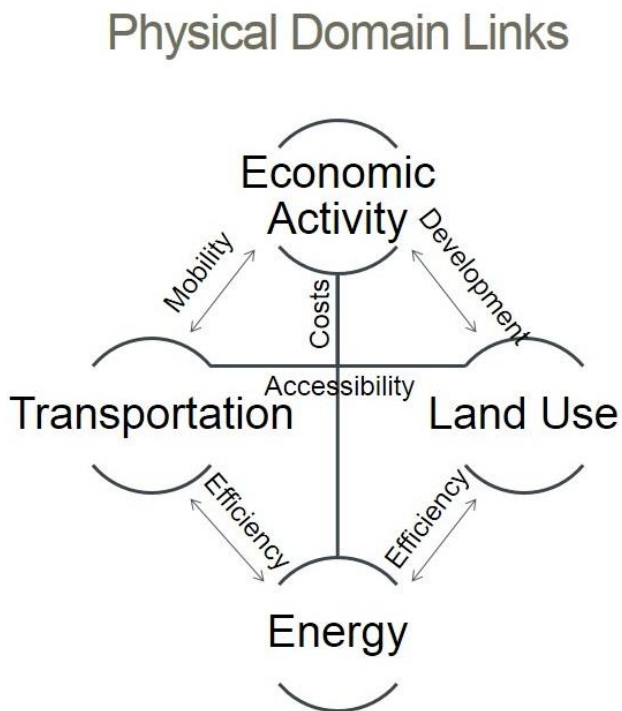 Physical Domain Links
Economic
Activity
Mobility
Development
Costs
Accessibility
Transportation
Land Use
Efficiency
Efficiency
Energy